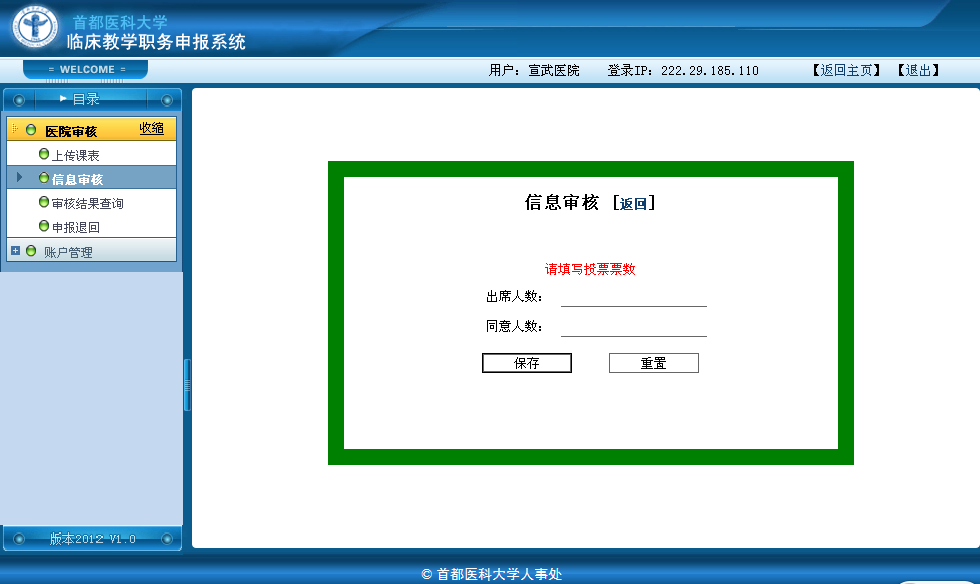 首都医科大学
临床教学职务申报系统
= WELCOME =
用户：宣武医院 登录IP：222.29.185.110 【返回主页】 【退出】
目录
医院审核 收缩
上传课表
信息审核
审核结果查询
申报退回
账户管理
信息审核 [返回]
请填写投票票数
出席人数：
同意人数：
保存 重置
版本2012 V1.0
© 首都医科大学人事处